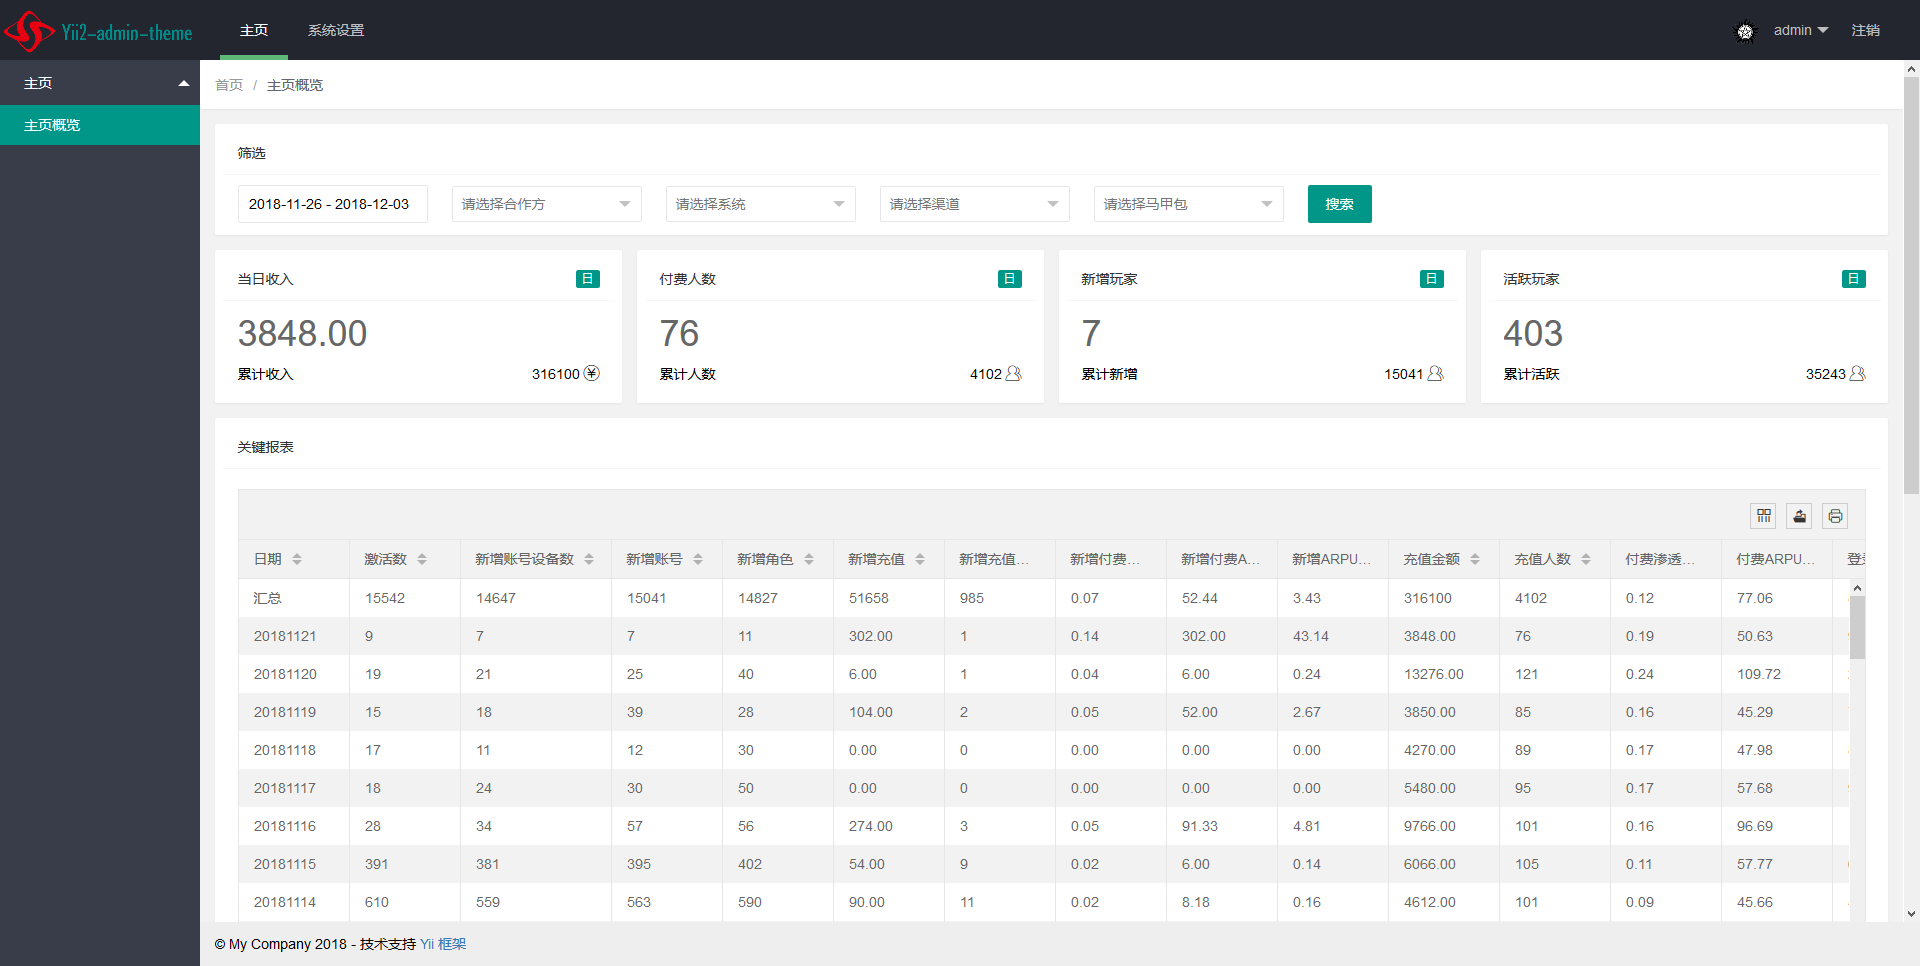 Yii2-admin-theme 主页 系统设置 admin 注销
主页
首页 / 主页概览
主页概览
筛选
2018-11-26 - 2018-12-03 请选择合作方 请选择系统 请选择渠道 请选择马甲包 搜索
当日收入 日 付费人数 日 新增玩家 日 活跃玩家 日
3848.00 76 7 403
累计收入 316100 累计人数 4102 累计新增 15041 累计活跃 35243
关键报表
日期 激活数 新增账号设备数 新增账号 新增角色 新增充值 新增充值... 新增付费... 新增付费A... 新增ARPU... 充值金额 充值人数 付费渗透... 付费ARPU...
汇总 15542 14647 15041 14827 51658 985 0.07 52.44 3.43 316100 4102 0.12 77.06
20181121 9 7 7 11 302.00 1 0.14 302.00 43.14 3848.00 76 0.19 50.63
20181120 19 21 25 40 6.00 1 0.04 6.00 0.24 13276.00 121 0.24 109.72
20181119 15 18 39 28 104.00 2 0.05 52.00 2.67 3850.00 85 0.16 45.29
20181118 17 11 12 30 0.00 0 0.00 0.00 0.00 4270.00 89 0.17 47.98
20181117 18 24 30 50 0.00 0 0.00 0.00 0.00 5480.00 95 0.17 57.68
20181116 28 34 57 56 274.00 3 0.05 91.33 4.81 9766.00 101 0.16 96.69
20181115 391 381 395 402 54.00 9 0.02 6.00 0.14 6066.00 105 0.11 57.77
20181114 610 559 563 590 90.00 11 0.02 8.18 0.16 4612.00 101 0.09 45.66
© My Company 2018 - 技术支持 Yii 框架